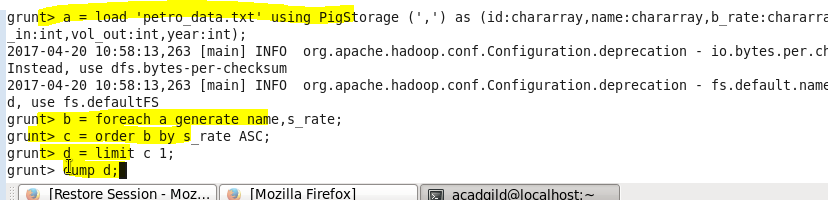 grunt> a = load 'petro_data.txt' using PigStorage (',') as (id:chararray,name:chararray,b_rate:charara
_in:int,vol_out:int,year:int);
2017-04-20 10:58:13,263 [main] INFO  org.apache.hadoop.conf.Configuration.deprecation - io.bytes.per.ch
Instead, use dfs.bytes-per-checksum
2017-04-20 10:58:13,263 [main] INFO  org.apache.hadoop.conf.Configuration.deprecation - fs.default.name
d, use fs.defaultFS
grunt> b = foreach a generate name,s_rate;
grunt> c = order b by s_rate ASC;
grunt> d = limit c 1;
grunt> dump d;
[Restore Session - Moz... [Mozilla Firefox] acadgild@localhost:~